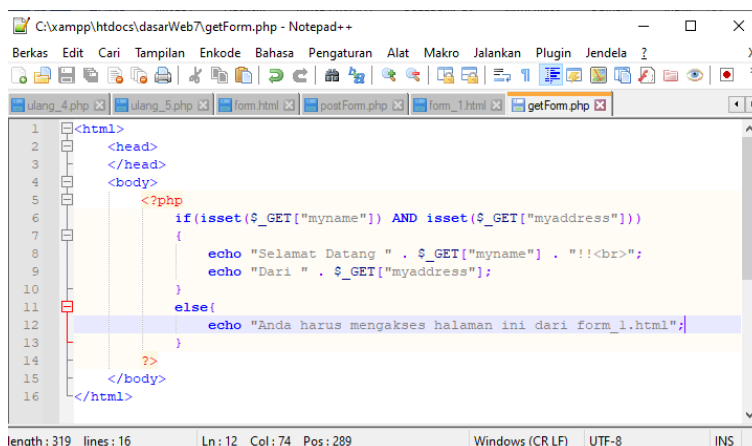 C:\xampp\htdocs\dasarWeb7\getForm.php - Notepad++
Berkas Edit Cari Tampilan Enkode Bahasa Pengaturan Alat Makro Jalankan Plugin Jendela ?
ulang_4.php ulang_5.php form.html postForm.php form_1.html getForm.php
1 <html>
2 <head>
3 </head>
4 <body>
5 <?php
6 if(isset($_GET["myname"]) AND isset($_GET["myaddress"]))
7 {
8 echo "Selamat Datang " . $_GET["myname"] . "!!<br>";
9 echo "Dari " . $_GET["myaddress"];
10 }
11 else{
12 echo "Anda harus mengakses halaman ini dari form_1.html";
13 }
14 ?>
15 </body>
16 </html>
length : 319 lines : 16 Ln : 12 Col : 74 Pos : 289 Windows (CR LF) UTF-8 INS